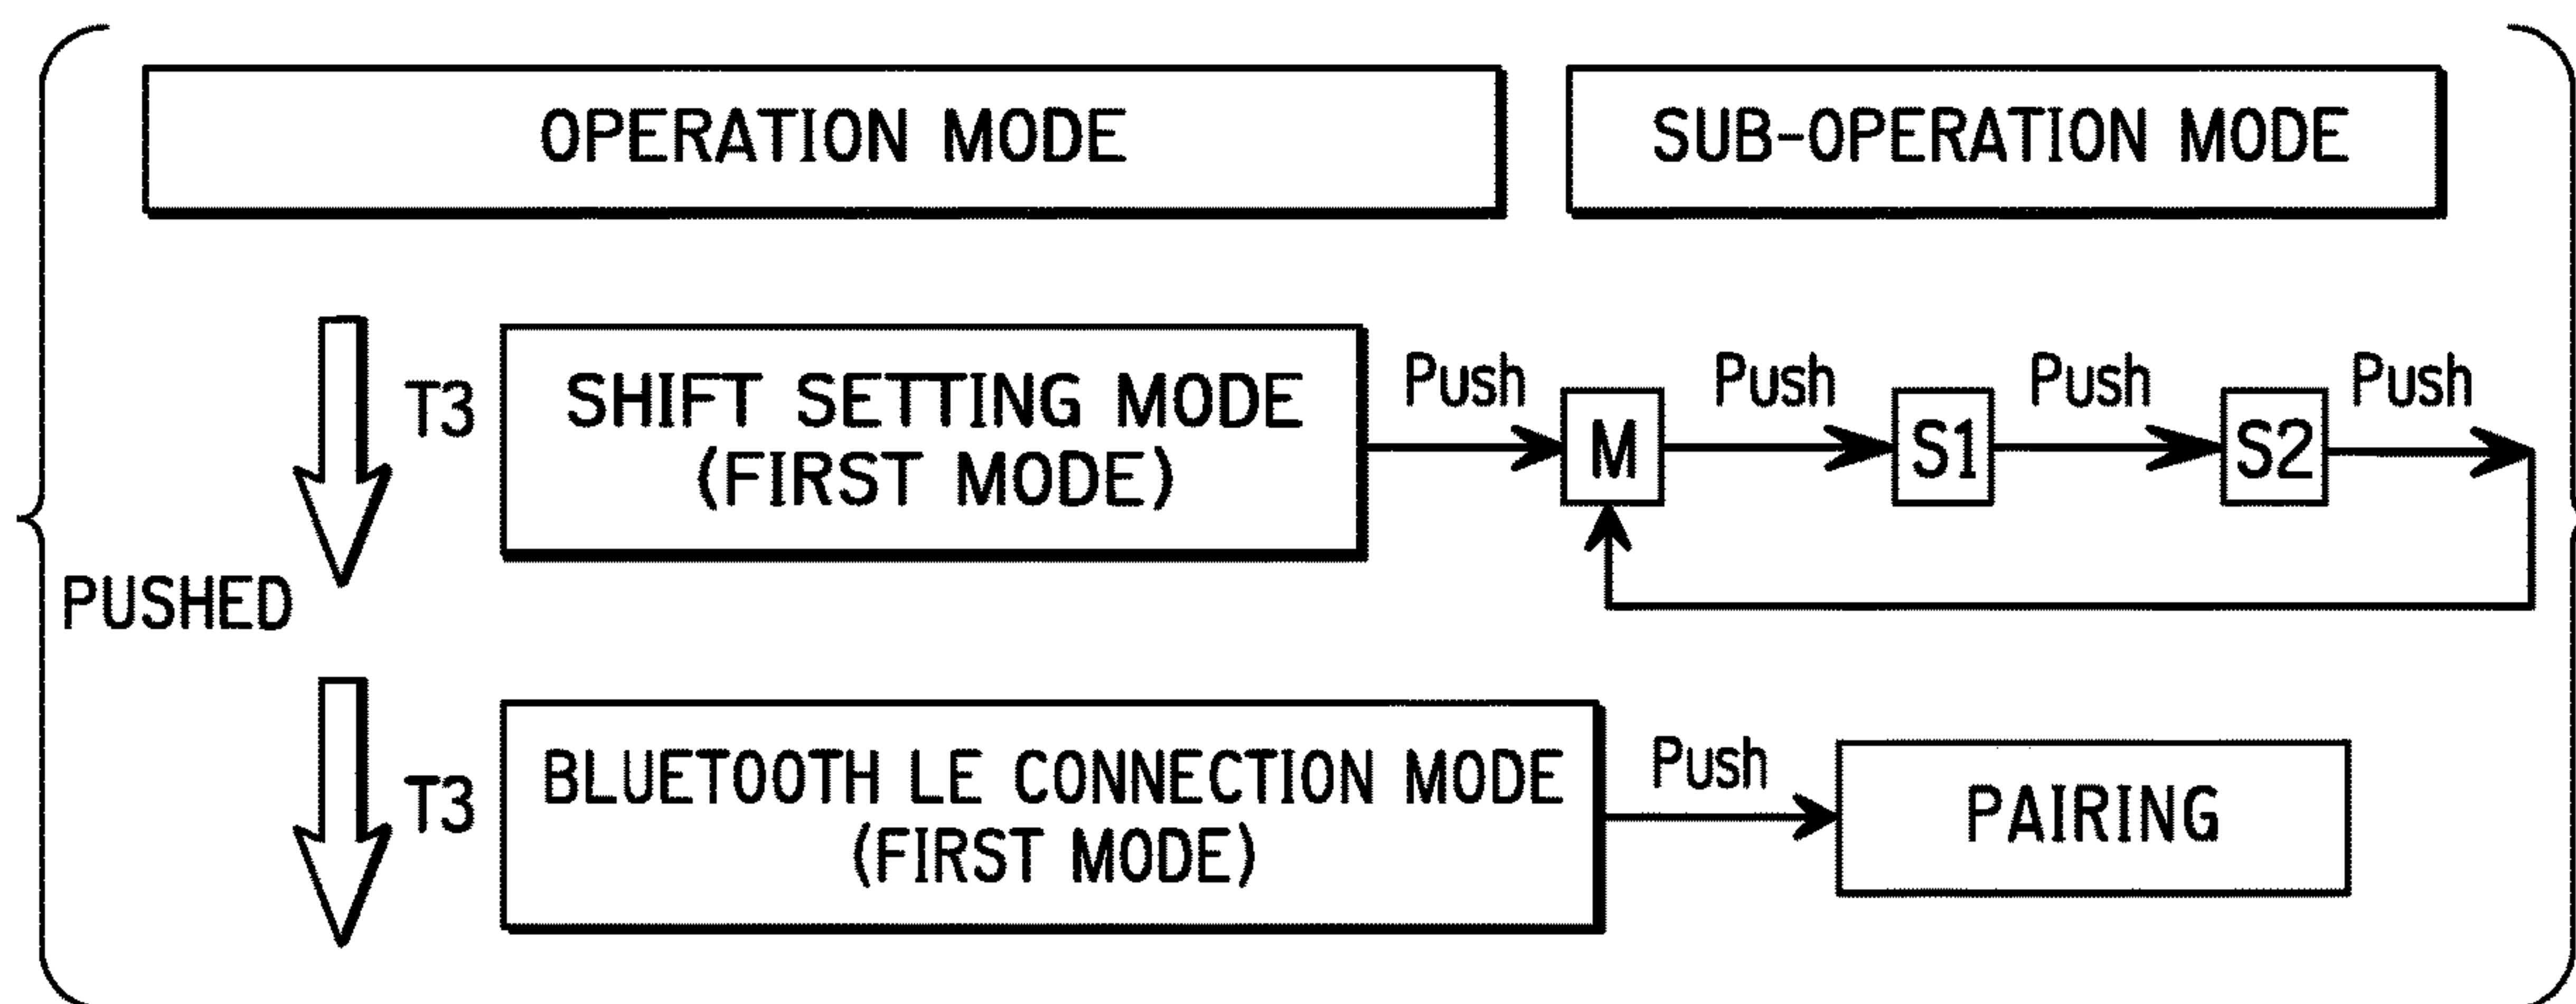 OPERATION MODE
SUB-OPERATION MODE
T3
SHIFT SETTING MODE
(FIRST MODE)
Push
M
Push
S1
Push
S2
Push
PUSHED
T3
BLUETOOTH LE CONNECTION MODE
(FIRST MODE)
Push
PAIRING